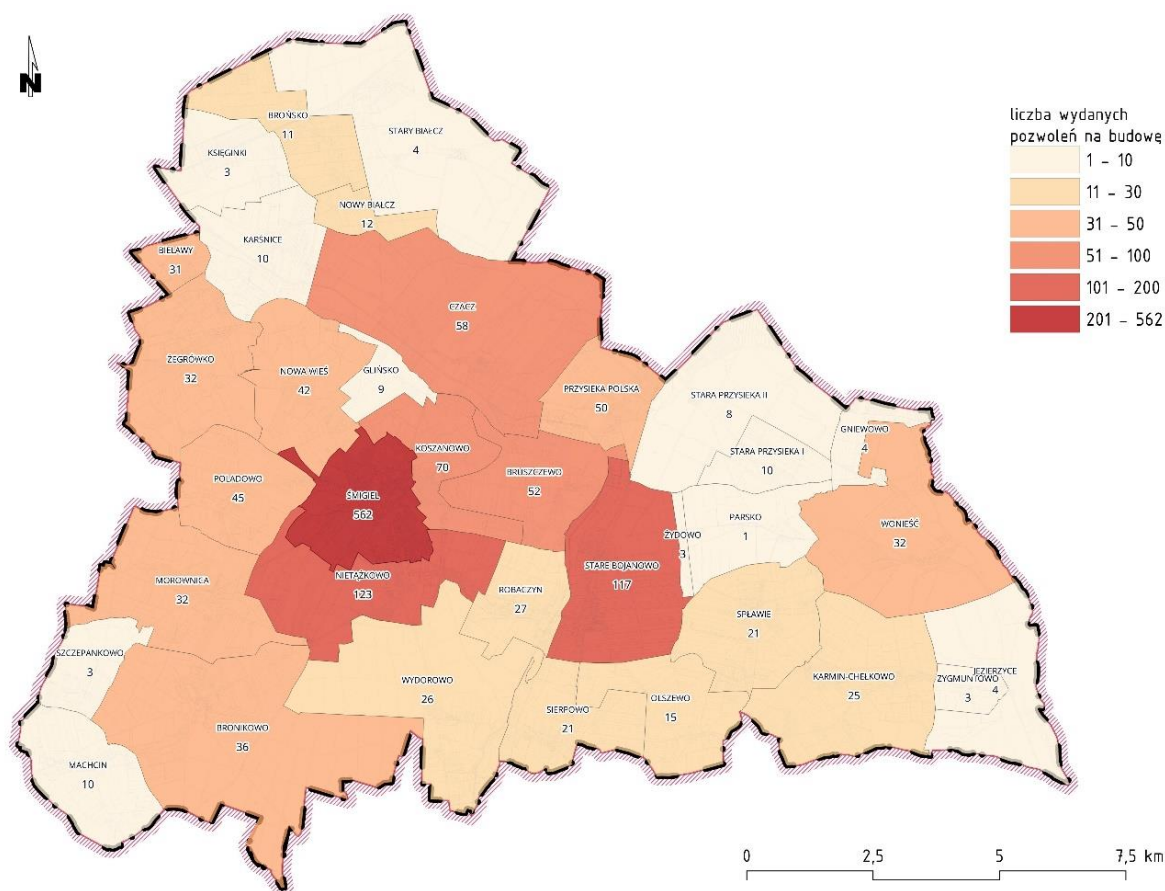 N
liczba wydanych
pozwoleń na budowę
1 – 10
11 – 30
31 – 50
51 – 100
101 – 200
201 – 562
BROŃSKO
11
STARY BIAŁCZ
4
KSIĘGINKI
3
NOWY BIAŁCZ
12
KARŚNICE
10
BIELAWY
31
CZACZ
58
ŻEGRÓWKO
32
NOWA WIEŚ
42
GLIŃSKO
9
PRZYSIEKA POLSKA
50
STARA PRZYSIEKA II
8
GNIEWOWO
4
STARA PRZYSIEKA I
10
KOSZANOWO
70
BRUSZCZEWO
52
POLADOWO
45
ŚMIGIEL
562
PARSKO
1
WONIEŚĆ
32
ŻYDOWO
3
STARE BOJANOWO
117
NIETĄŻKOWO
123
MOROWNICA
32
ROBACZYN
27
SPŁAWIE
21
SZCZEPANKOWO
3
WYDOROWO
26
KARMIN-CHEŁKOWO
25
JEZIERZYCE
4
ZYGMUNTOWO
3
SIERPOWO
21
OLSZEWO
15
BRONIKOWO
36
MACHCIN
10
0 2,5 5 7,5 km